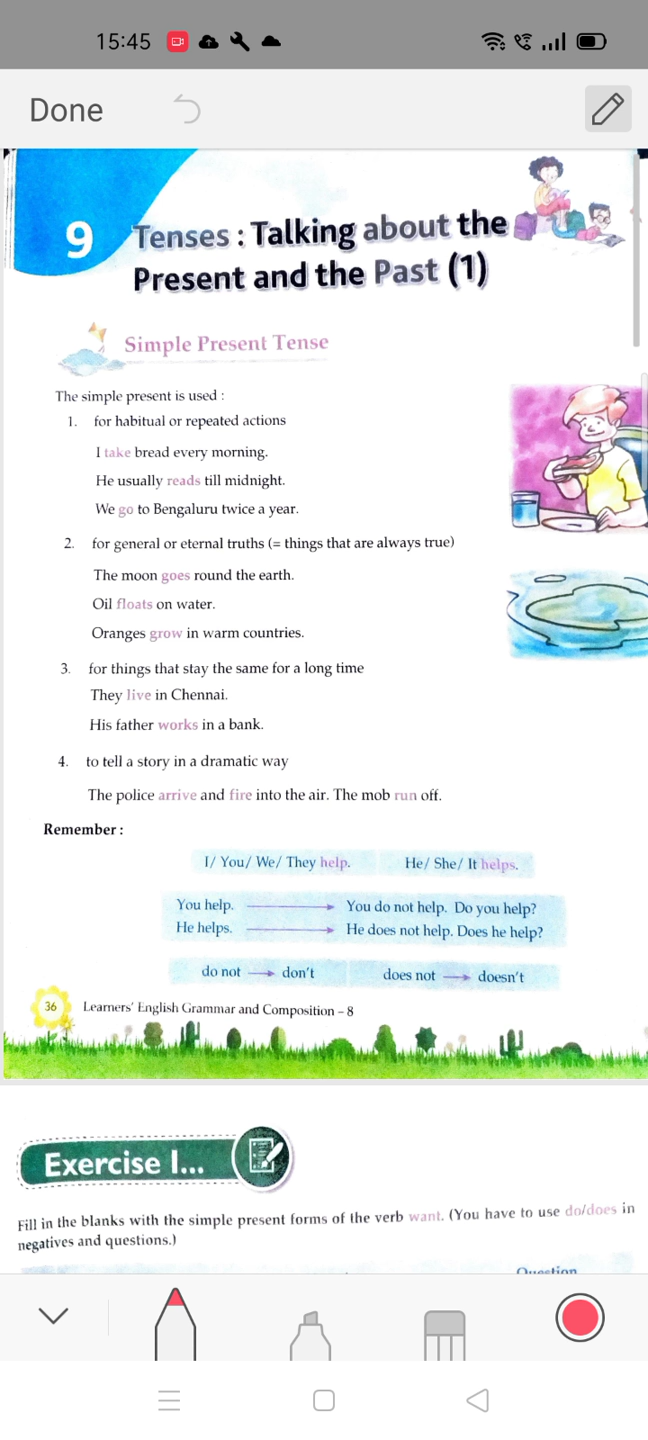 15:45
Done
9 Tenses : Talking about the
Present and the Past (1)
Simple Present Tense
The simple present is used :
1. for habitual or repeated actions
I take bread every morning.
He usually reads till midnight.
We go to Bengaluru twice a year.
2. for general or eternal truths (= things that are always true)
The moon goes round the earth.
Oil floats on water.
Oranges grow in warm countries.
3. for things that stay the same for a long time
They live in Chennai.
His father works in a bank.
4. to tell a story in a dramatic way
The police arrive and fire into the air. The mob run off.
Remember :
I/ You/ We/ They help. He/ She/ It helps.
You help. You do not help. Do you help?
He helps. He does not help. Does he help?
do not don't does not doesn't
36 Learners' English Grammar and Composition – 8
Exercise I...
Fill in the blanks with the simple present forms of the verb want. (You have to use do/does in
negatives and questions.)
Question